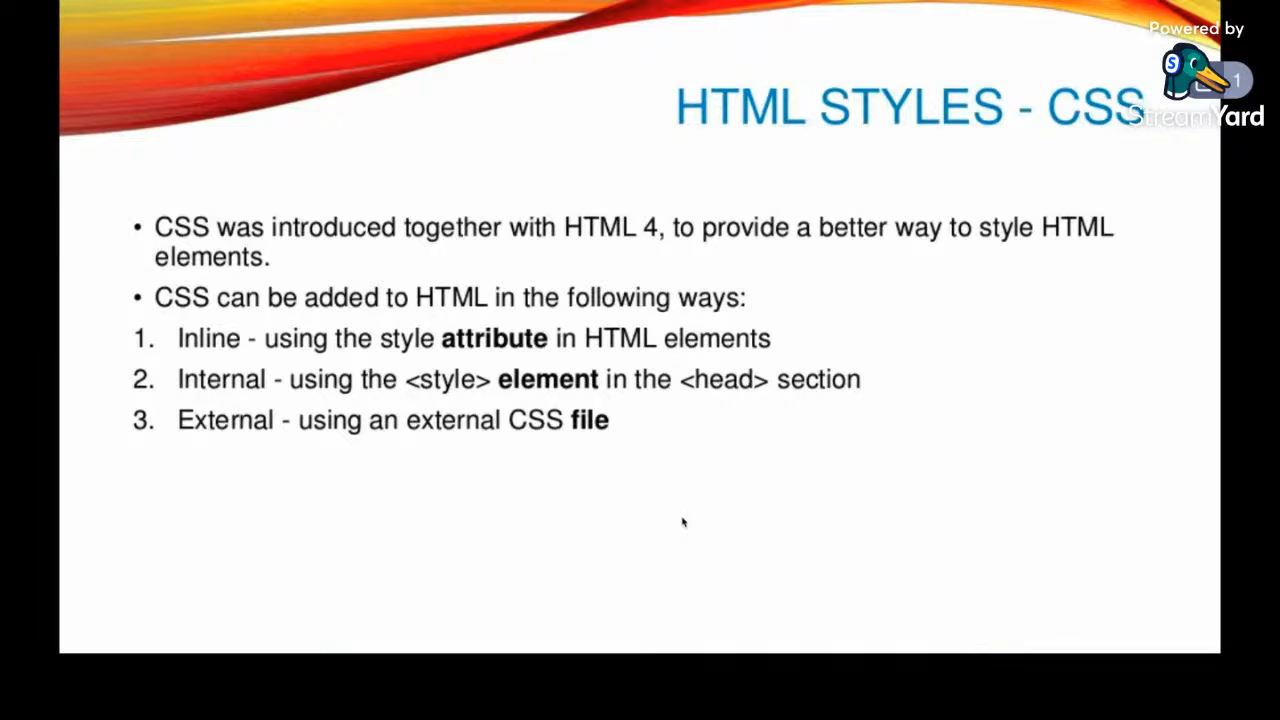 Powered by
S
1
StreamYard
HTML STYLES - CSS
• CSS was introduced together with HTML 4, to provide a better way to style HTML
elements.
• CSS can be added to HTML in the following ways:
1. Inline - using the style attribute in HTML elements
2. Internal - using the <style> element in the <head> section
3. External - using an external CSS file